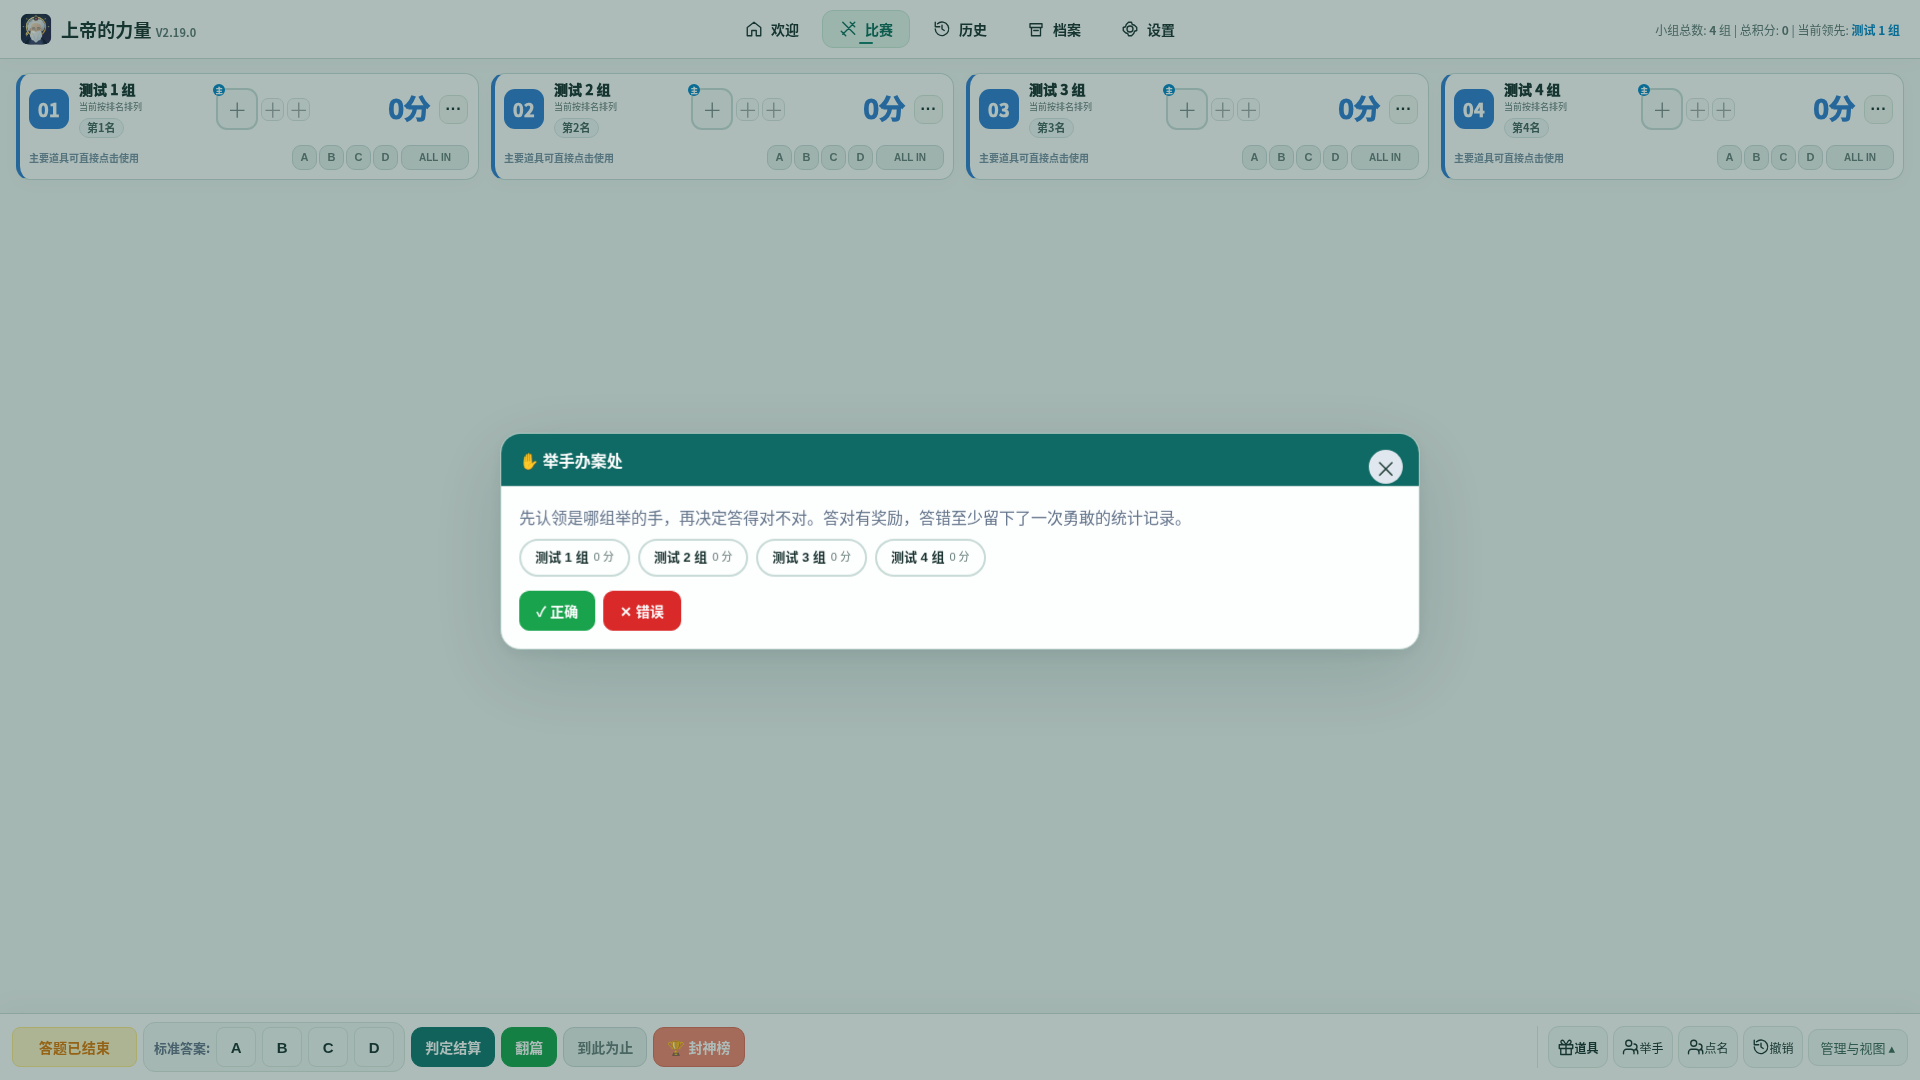 上帝的力量 V2.19.0
欢迎
比赛
历史
档案
设置
小组总数: 4 组 | 总积分: 0 | 当前领先: 测试 1 组
01
测试 1 组
当前按排名排列
第1名
主
0分
主要道具可直接点击使用
A B C D ALL IN
02
测试 2 组
当前按排名排列
第2名
主
0分
主要道具可直接点击使用
A B C D ALL IN
03
测试 3 组
当前按排名排列
第3名
主
0分
主要道具可直接点击使用
A B C D ALL IN
04
测试 4 组
当前按排名排列
第4名
主
0分
主要道具可直接点击使用
A B C D ALL IN
✋ 举手办案处
先认领是哪组举的手，再决定答得对不对。答对有奖励，答错至少留下了一次勇敢的统计记录。
测试 1 组 0 分
测试 2 组 0 分
测试 3 组 0 分
测试 4 组 0 分
✓ 正确
✕ 错误
答题已结束
标准答案: A B C D
判定结算
翻篇
到此为止
🏆 封神榜
道具
举手
点名
撤销
管理与视图 ▴